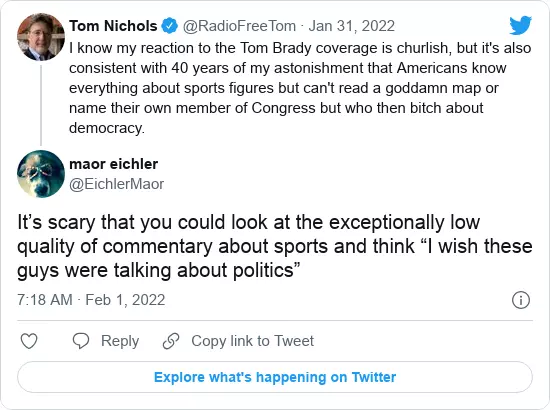 Tom Nichols @RadioFreeTom · Jan 31, 2022
I know my reaction to the Tom Brady coverage is churlish, but it's also
consistent with 40 years of my astonishment that Americans know
everything about sports figures but can't read a goddamn map or
name their own member of Congress but who then bitch about
democracy.
maor eichler
@EichlerMaor
It’s scary that you could look at the exceptionally low
quality of commentary about sports and think “I wish these
guys were talking about politics”
7:18 AM · Feb 1, 2022
Reply Copy link to Tweet
Explore what's happening on Twitter